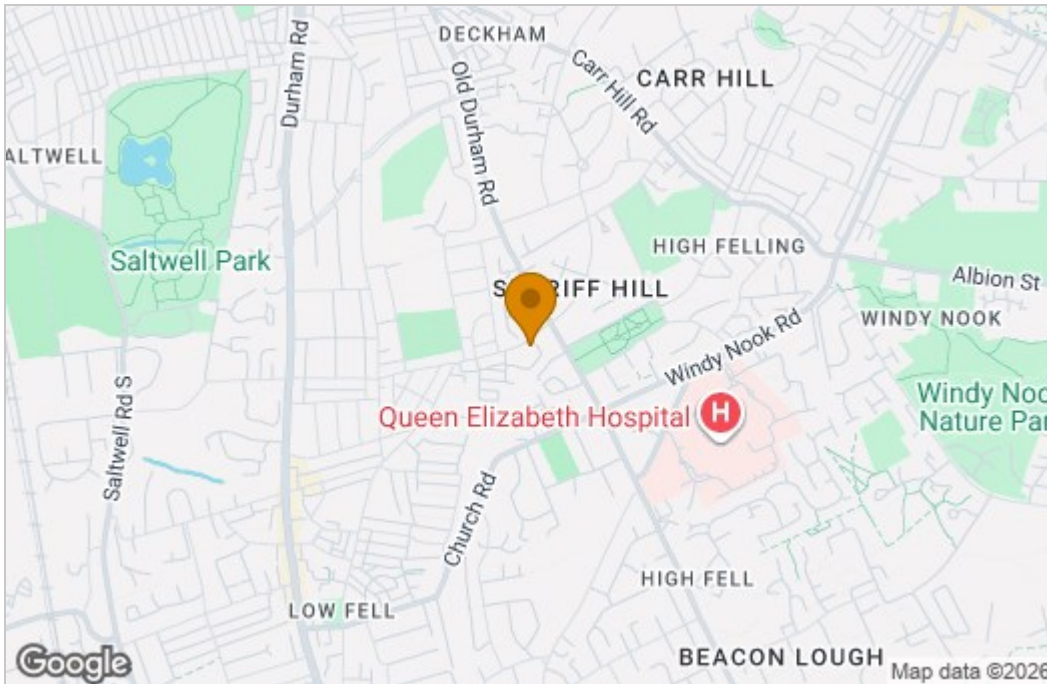 DECKHAM
Durham Rd
Old Durham Rd
Carr Hill Rd
CARR HILL
ALTWELL
Saltwell Park
HIGH FELLING
Albion St
S RIFF HILL
WINDY NOOK
Windy Nook Rd
Windy Noo
Nature Par
Queen Elizabeth Hospital
H
Saltwell Rd S
Church Rd
HIGH FELL
LOW FELL
BEACON LOUGH
Google
Map data ©2026